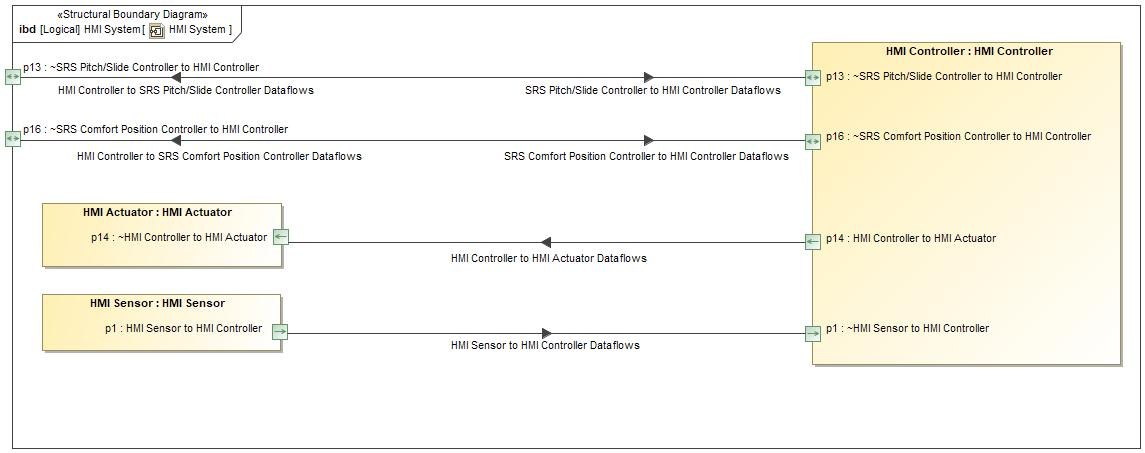 «Structural Boundary Diagram»
ibd [Logical] HMI System[ HMI System ]
HMI Controller : HMI Controller
p13 : ~SRS Pitch/Slide Controller to HMI Controller
p13 : ~SRS Pitch/Slide Controller to HMI Controller
HMI Controller to SRS Pitch/Slide Controller Dataflows
SRS Pitch/Slide Controller to HMI Controller Dataflows
p16 : ~SRS Comfort Position Controller to HMI Controller
p16 : ~SRS Comfort Position Controller to HMI Controller
HMI Controller to SRS Comfort Position Controller Dataflows
SRS Comfort Position Controller to HMI Controller Dataflows
HMI Actuator : HMI Actuator
p14 : ~HMI Controller to HMI Actuator
p14 : HMI Controller to HMI Actuator
HMI Controller to HMI Actuator Dataflows
HMI Sensor : HMI Sensor
p1 : HMI Sensor to HMI Controller
p1 : ~HMI Sensor to HMI Controller
HMI Sensor to HMI Controller Dataflows